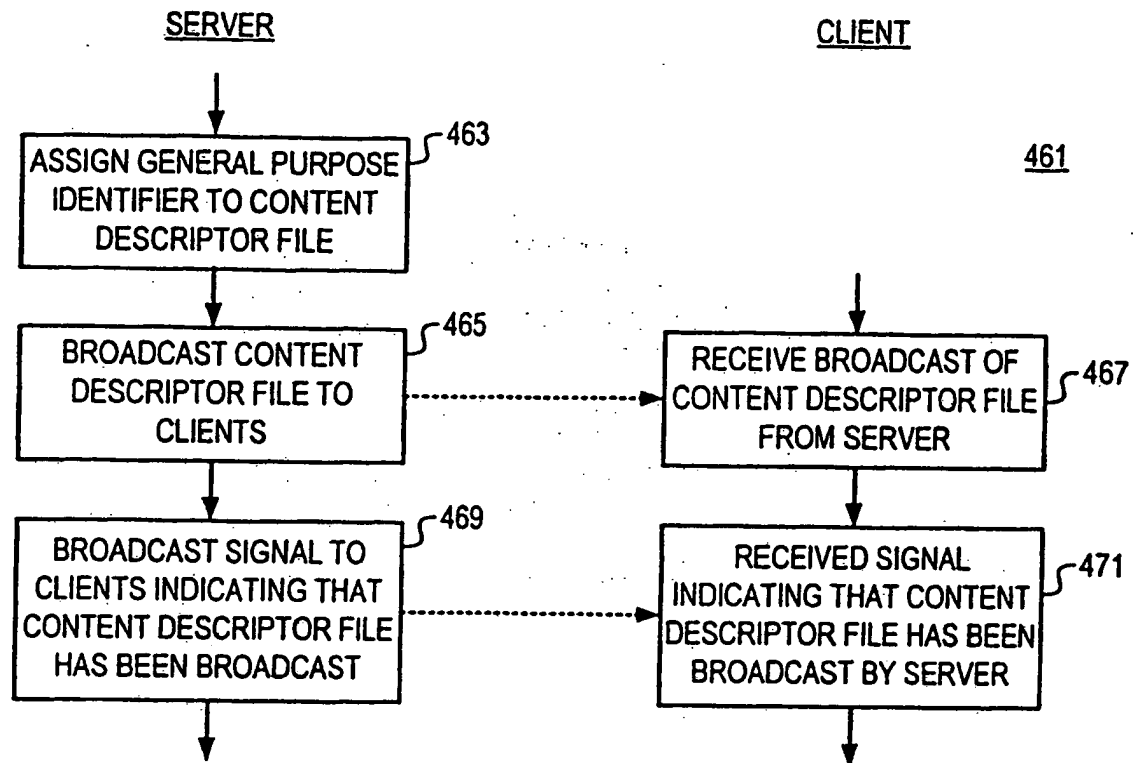 SERVER
CLIENT
463
ASSIGN GENERAL PURPOSE
IDENTIFIER TO CONTENT
DESCRIPTOR FILE
461
465
BROADCAST CONTENT
DESCRIPTOR FILE TO
CLIENTS
RECEIVE BROADCAST OF
CONTENT DESCRIPTOR FILE
FROM SERVER
467
469
BROADCAST SIGNAL TO
CLIENTS INDICATING THAT
CONTENT DESCRIPTOR FILE
HAS BEEN BROADCAST
RECEIVED SIGNAL
INDICATING THAT CONTENT
DESCRIPTOR FILE HAS BEEN
BROADCAST BY SERVER
471